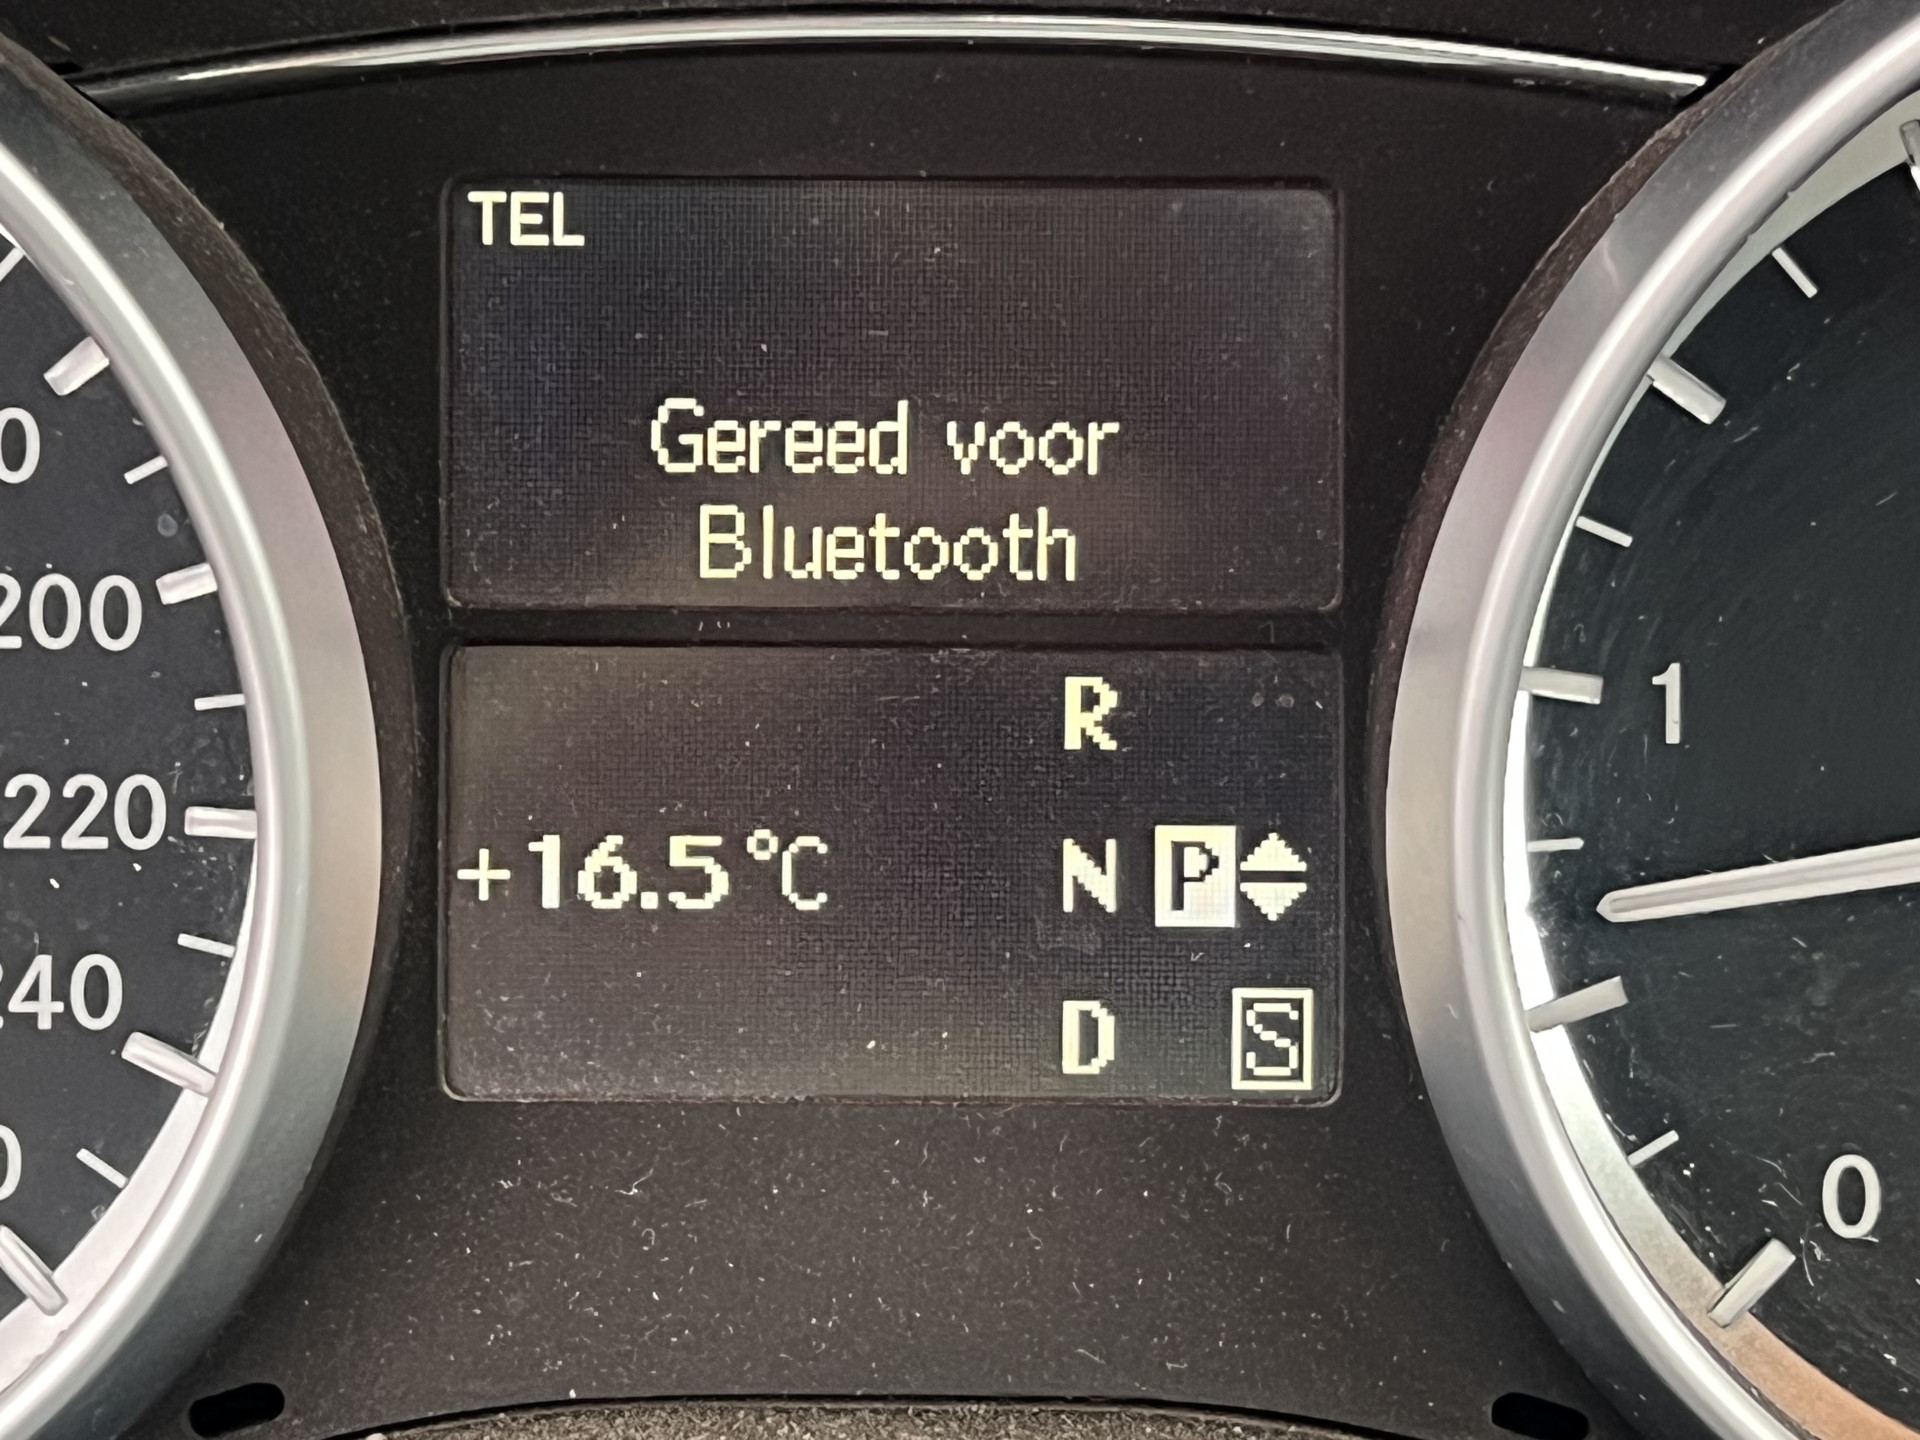 TEL
Gereed voor
Bluetooth
R
+16.5°C N P
D S
200
220
240
1
0